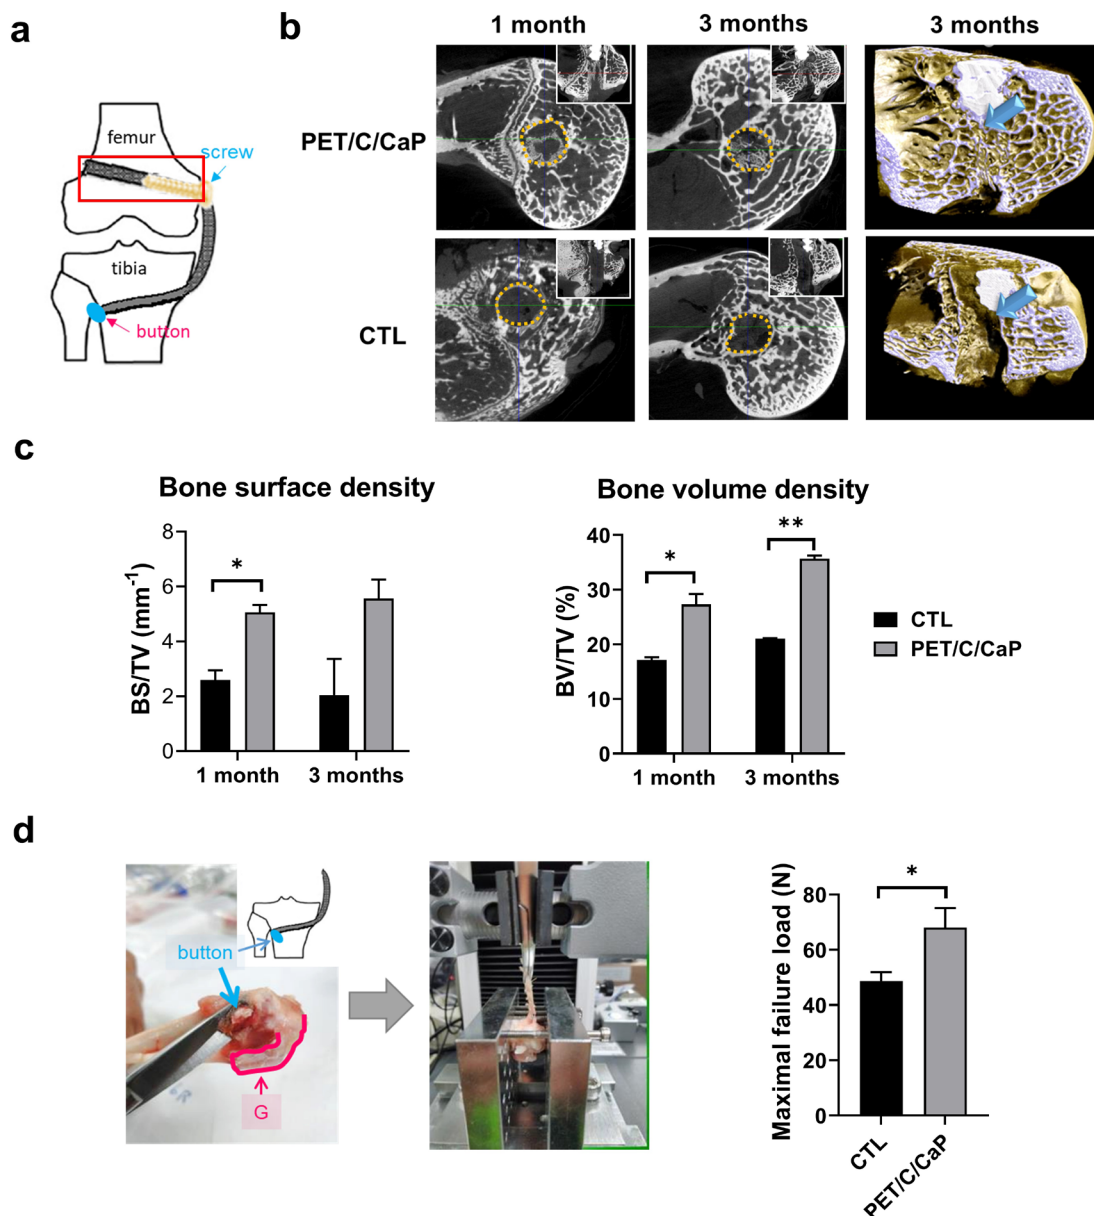 a
femur
screw
tibia
button
b
1 month
3 months
3 months
PET/C/CaP
CTL
c
Bone surface density
BS/TV (mm⁻¹)
8
6
4
2
0
*
1 month
3 months
Bone volume density
BV/TV (%)
40
30
20
10
0
*
**
1 month
3 months
CTL
PET/C/CaP
d
button
G
Maximal failure load (N)
80
60
40
20
0
*
CTL
PET/C/CaP